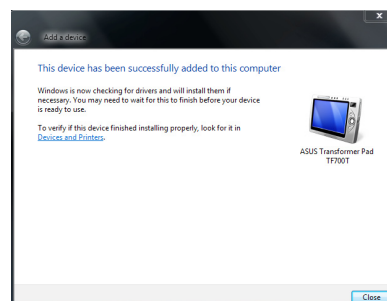 Add a device
This device has been successfully added to this computer
Windows is now checking for drivers and will install them if
necessary. You may need to wait for this to finish before your device
is ready to use.
To verify if this device finished installing properly, look for it in
Devices and Printers.
ASUS Transformer Pad
TF700T
Close